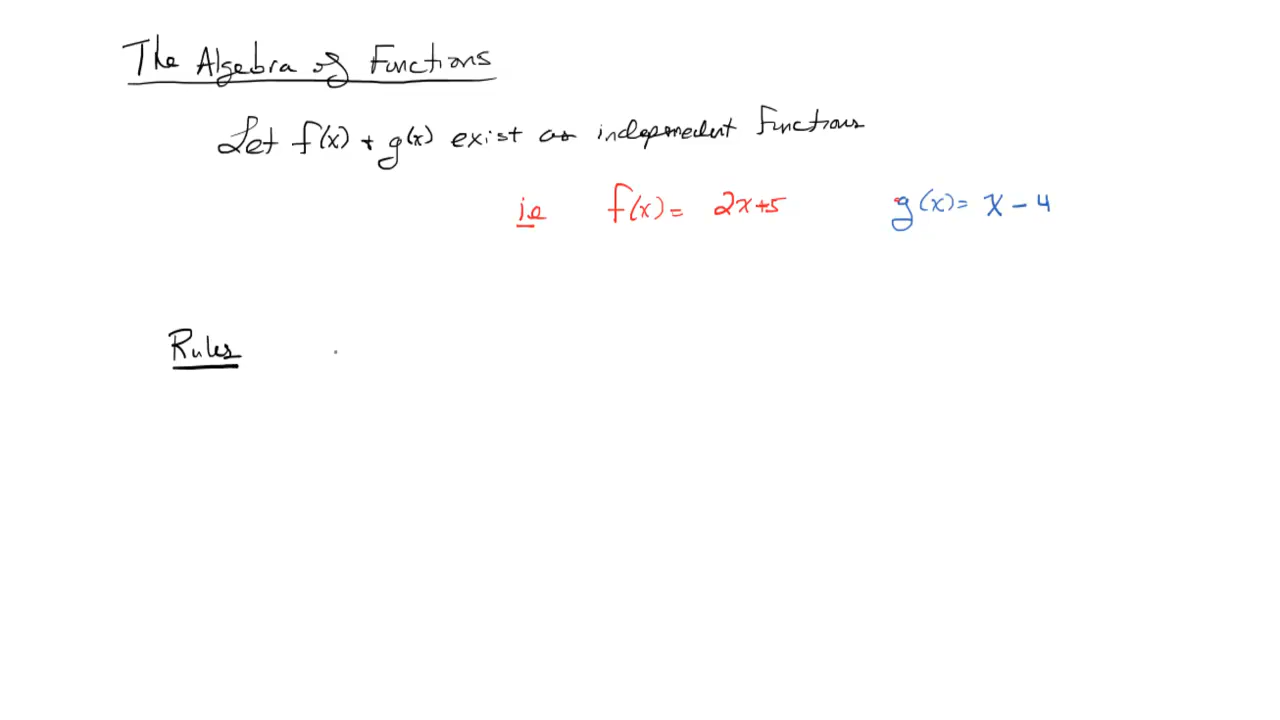 The Algebra of Functions
Let f(x) + g(x) exist as independent functions
ie f(x) = 2x+5 g(x) = x - 4
Rules